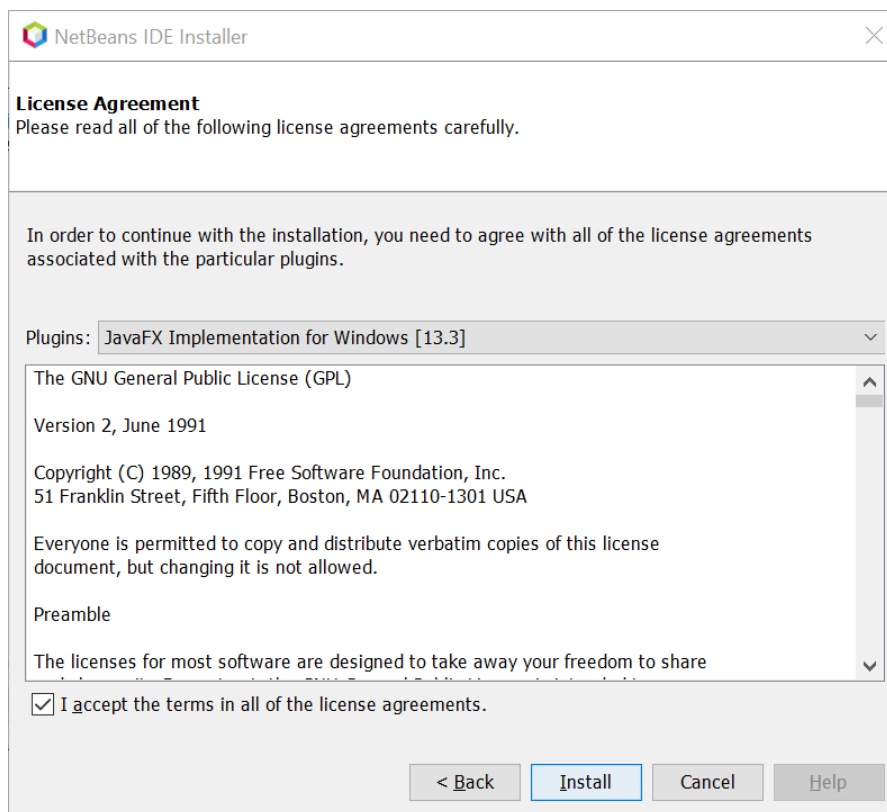 NetBeans IDE Installer
License Agreement
Please read all of the following license agreements carefully.
In order to continue with the installation, you need to agree with all of the license agreements
associated with the particular plugins.
Plugins: JavaFX Implementation for Windows [13.3]
The GNU General Public License (GPL)
Version 2, June 1991
Copyright (C) 1989, 1991 Free Software Foundation, Inc.
51 Franklin Street, Fifth Floor, Boston, MA 02110-1301 USA
Everyone is permitted to copy and distribute verbatim copies of this license
document, but changing it is not allowed.
Preamble
The licenses for most software are designed to take away your freedom to share
I accept the terms in all of the license agreements.
< Back Install Cancel Help